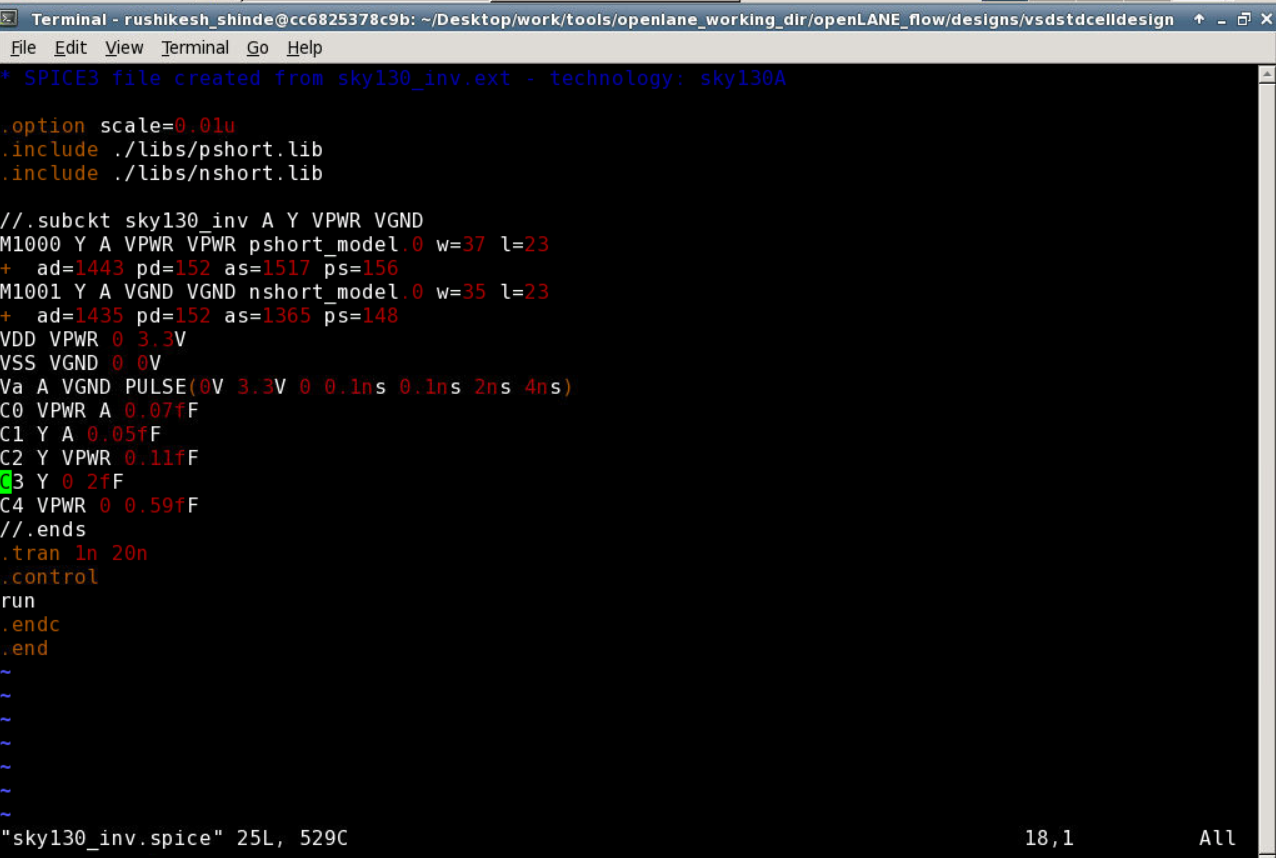 Terminal - rushikesh_shinde@cc6825378c9b: ~/Desktop/work/tools/openlane_working_dir/openLANE_flow/designs/vsdstdcelldesign
File Edit View Terminal Go Help
* SPICE3 file created from sky130_inv.ext - technology: sky130A
.option scale=0.01u
.include ./libs/pshort.lib
.include ./libs/nshort.lib
//.subckt sky130_inv A Y VPWR VGND
M1000 Y A VPWR VPWR pshort_model.0 w=37 l=23
+  ad=1443 pd=152 as=1517 ps=156
M1001 Y A VGND VGND nshort_model.0 w=35 l=23
+  ad=1435 pd=152 as=1365 ps=148
VDD VPWR 0 3.3V
VSS VGND 0 0V
Va A VGND PULSE(0V 3.3V 0 0.1ns 0.1ns 2ns 4ns)
C0 VPWR A 0.07fF
C1 Y A 0.05fF
C2 Y VPWR 0.11fF
C3 Y 0 2fF
C4 VPWR 0 0.59fF
//.ends
.tran 1n 20n
.control
run
.endc
.end
~
~
~
~
~
~
~
"sky130_inv.spice" 25L, 529C 18,1 All